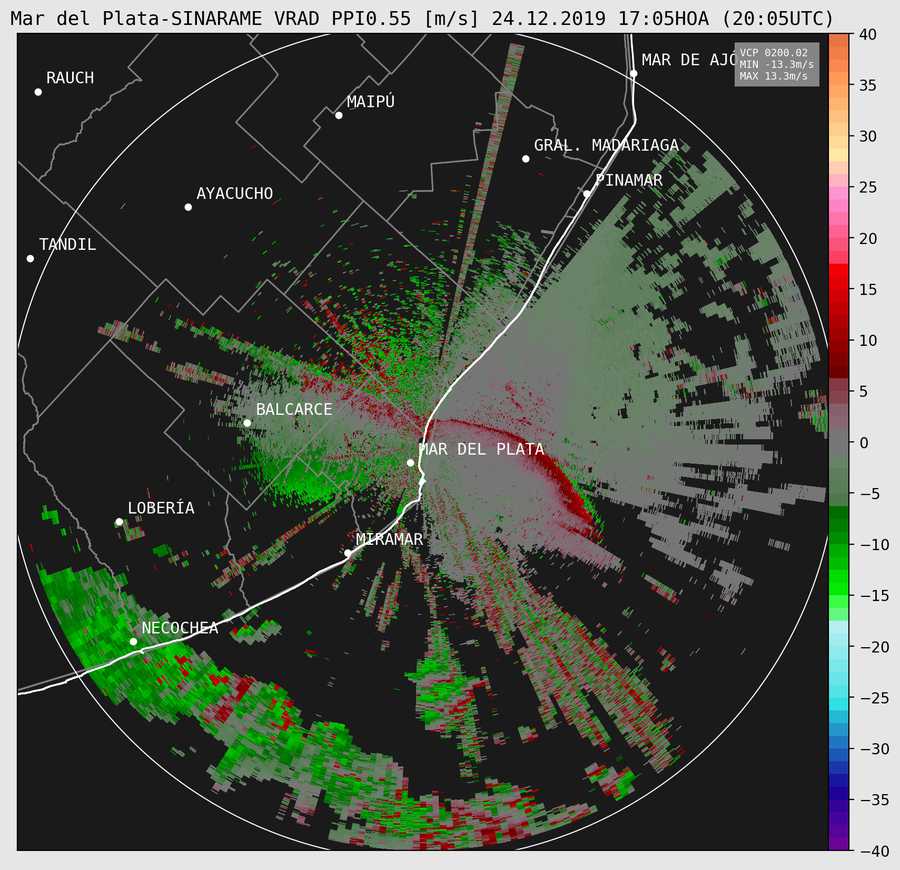 Mar del Plata-SINARAME VRAD PPI0.55 [m/s] 24.12.2019 17:05HOA (20:05UTC)
VCP 0200.02
MIN -13.3m/s
MAX 13.3m/s
MAR DE AJÓ
RAUCH
MAIPÚ
GRAL. MADARIAGA
PINAMAR
AYACUCHO
TANDIL
BALCARCE
MAR DEL PLATA
LOBERÍA
MIRAMAR
NECOCHEA
40
35
30
25
20
15
10
5
0
−5
−10
−15
−20
−25
−30
−35
−40